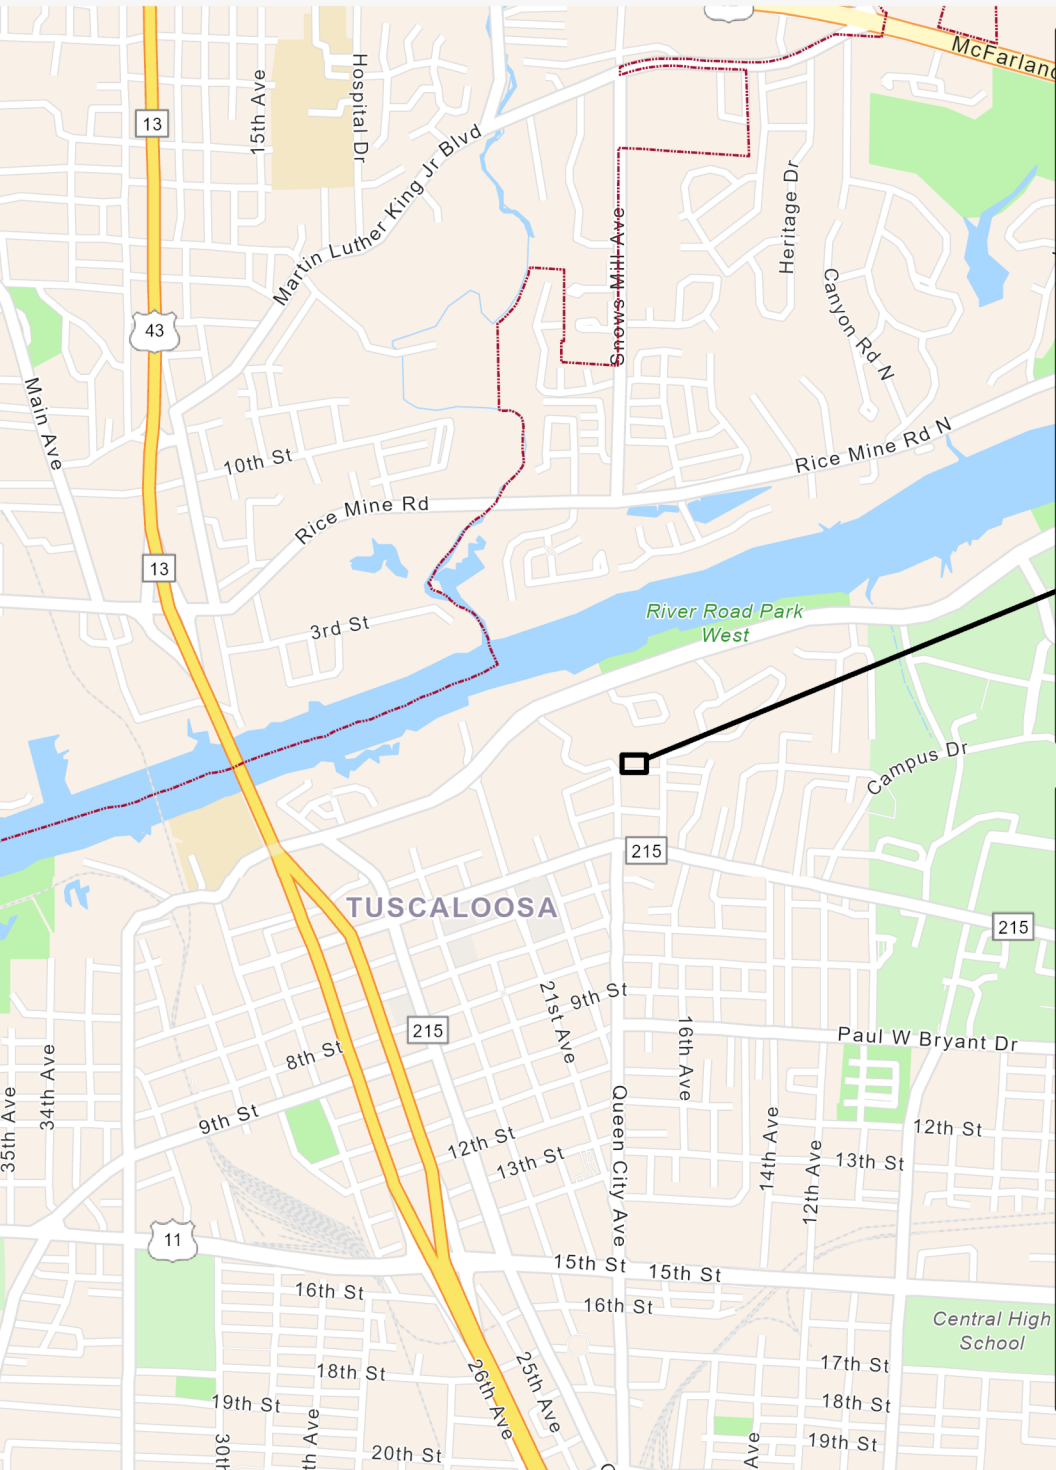 McFarland
13
15th Ave
Hospital Dr
Martin Luther King Jr Blvd
Heritage Dr
Snows Mill Ave
Canyon Rd N
43
Main Ave
10th St
Rice Mine Rd N
Rice Mine Rd
13
3rd St
River Road Park
West
Campus Dr
215
TUSCALOOSA
215
21st Ave
9th St
215
16th Ave
Paul W Bryant Dr
8th St
34th Ave
35th Ave
9th St
Queen City Ave
12th St
13th St
14th Ave
12th Ave
12th St
13th St
11
15th St
15th St
16th St
16th St
Central High
School
17th St
18th St
26th Ave
25th Ave
19th St
18th St
19th St
20th St
30th
Ave
Ave